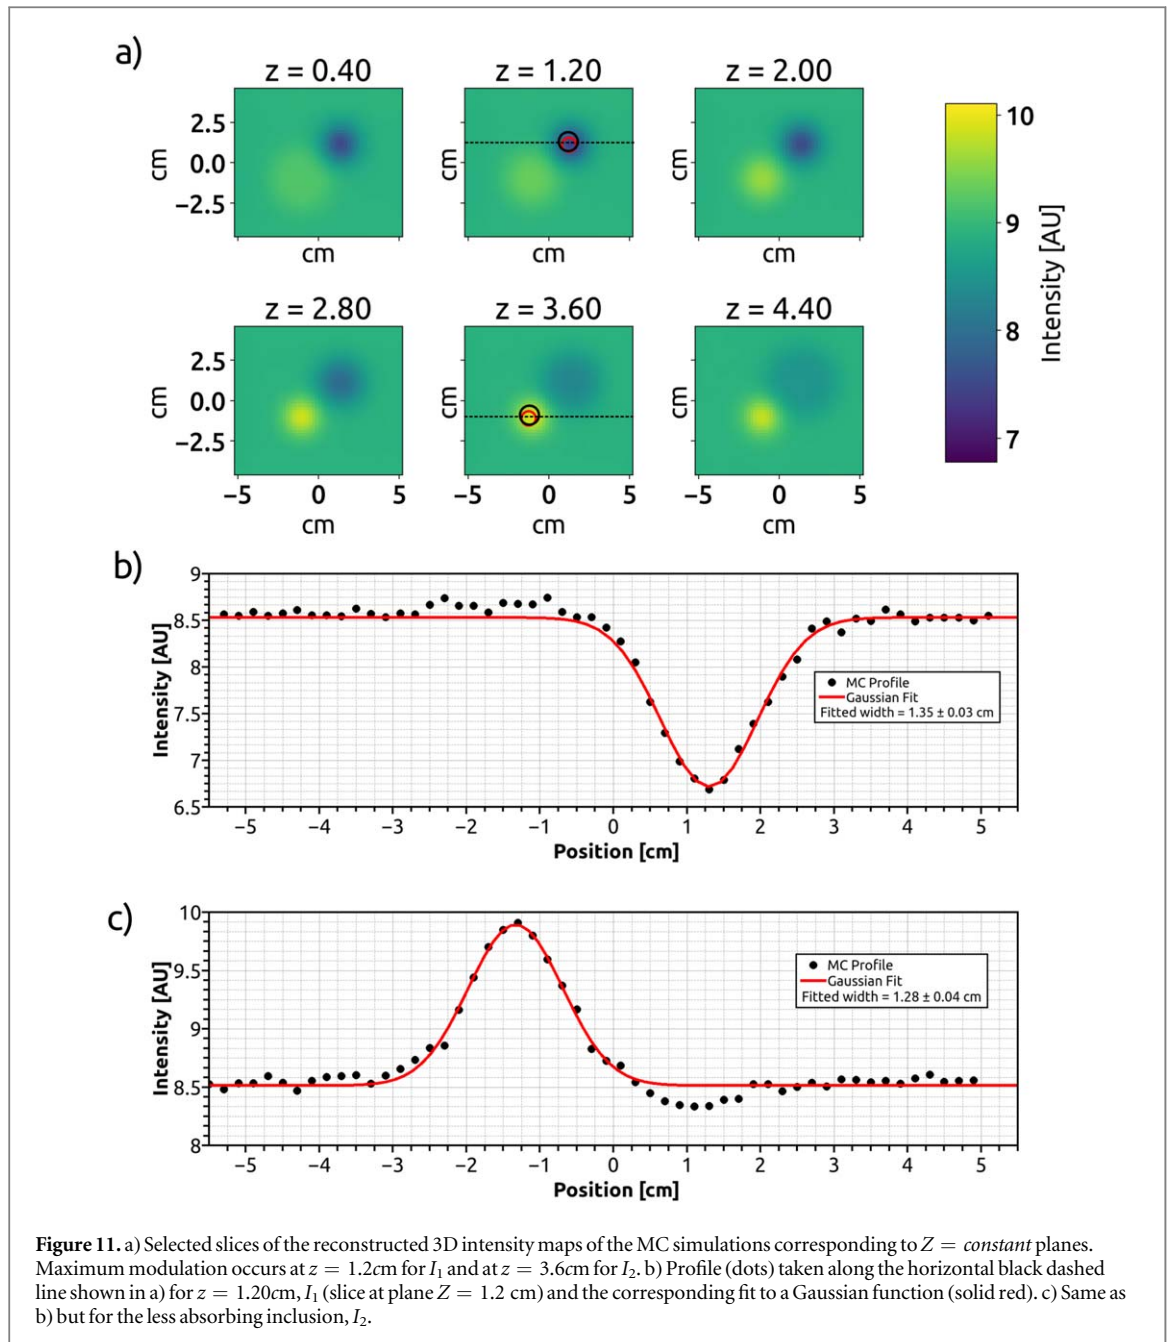 a)
z = 0.40
z = 1.20
z = 2.00
2.5
0.0
−2.5
cm
cm
cm
cm
cm
cm
10
9
8
7
Intensity [AU]
z = 2.80
z = 3.60
z = 4.40
2.5
0.0
−2.5
cm
cm
cm
−5 0 5
−5 0 5
−5 0 5
cm
cm
cm
b)
9
8.5
8
7.5
7
6.5
Intensity [AU]
MC Profile
Gaussian Fit
Fitted width = 1.35 ± 0.03 cm
−5 −4 −3 −2 −1 0 1 2 3 4 5
Position [cm]
c)
10
9.5
9
8.5
8
Intensity [AU]
MC Profile
Gaussian Fit
Fitted width = 1.28 ± 0.04 cm
−5 −4 −3 −2 −1 0 1 2 3 4 5
Position [cm]
Figure 11. a) Selected slices of the reconstructed 3D intensity maps of the MC simulations corresponding to Z = constant planes.
Maximum modulation occurs at z = 1.2cm for I₁ and at z = 3.6cm for I₂. b) Profile (dots) taken along the horizontal black dashed
line shown in a) for z = 1.20cm, I₁ (slice at plane Z = 1.2 cm) and the corresponding fit to a Gaussian function (solid red). c) Same as
b) but for the less absorbing inclusion, I₂.